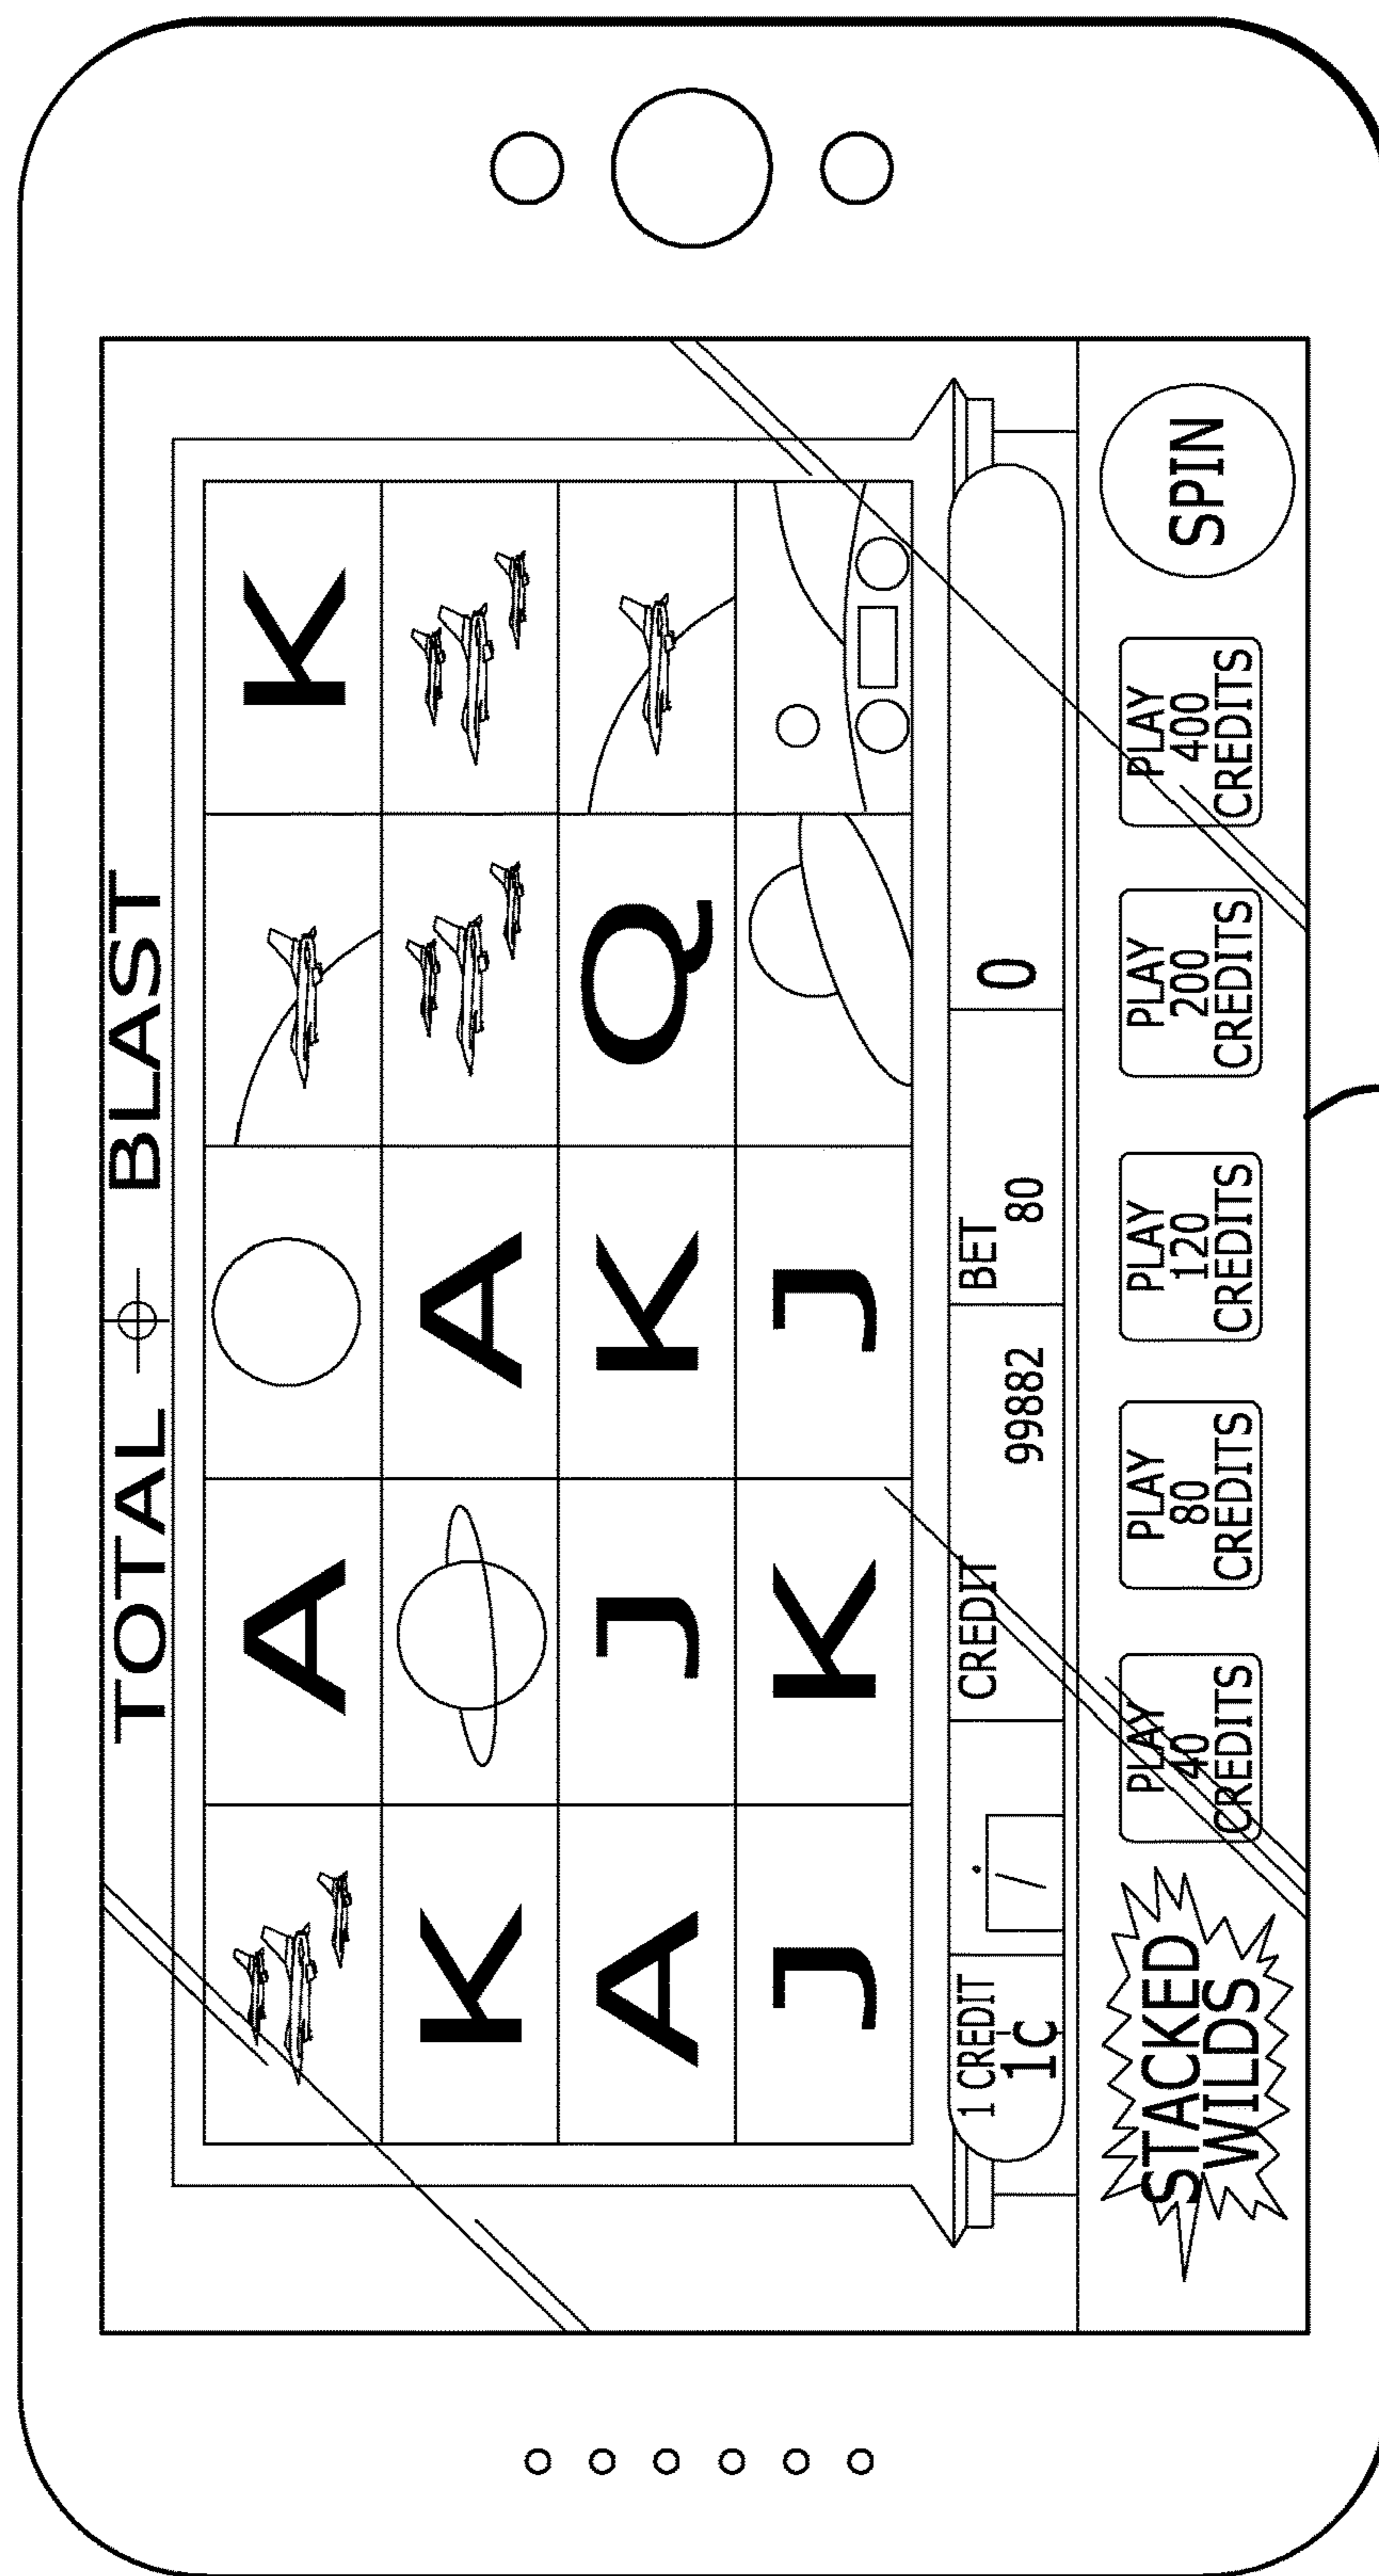 TOTAL BLAST
A K
K A
A J K Q
J K J
1 CREDIT
1C
CREDIT
99882
BET
80
0
STACKED
WILDS
PLAY
40
CREDITS
PLAY
80
CREDITS
PLAY
120
CREDITS
PLAY
200
CREDITS
PLAY
400
CREDITS
SPIN